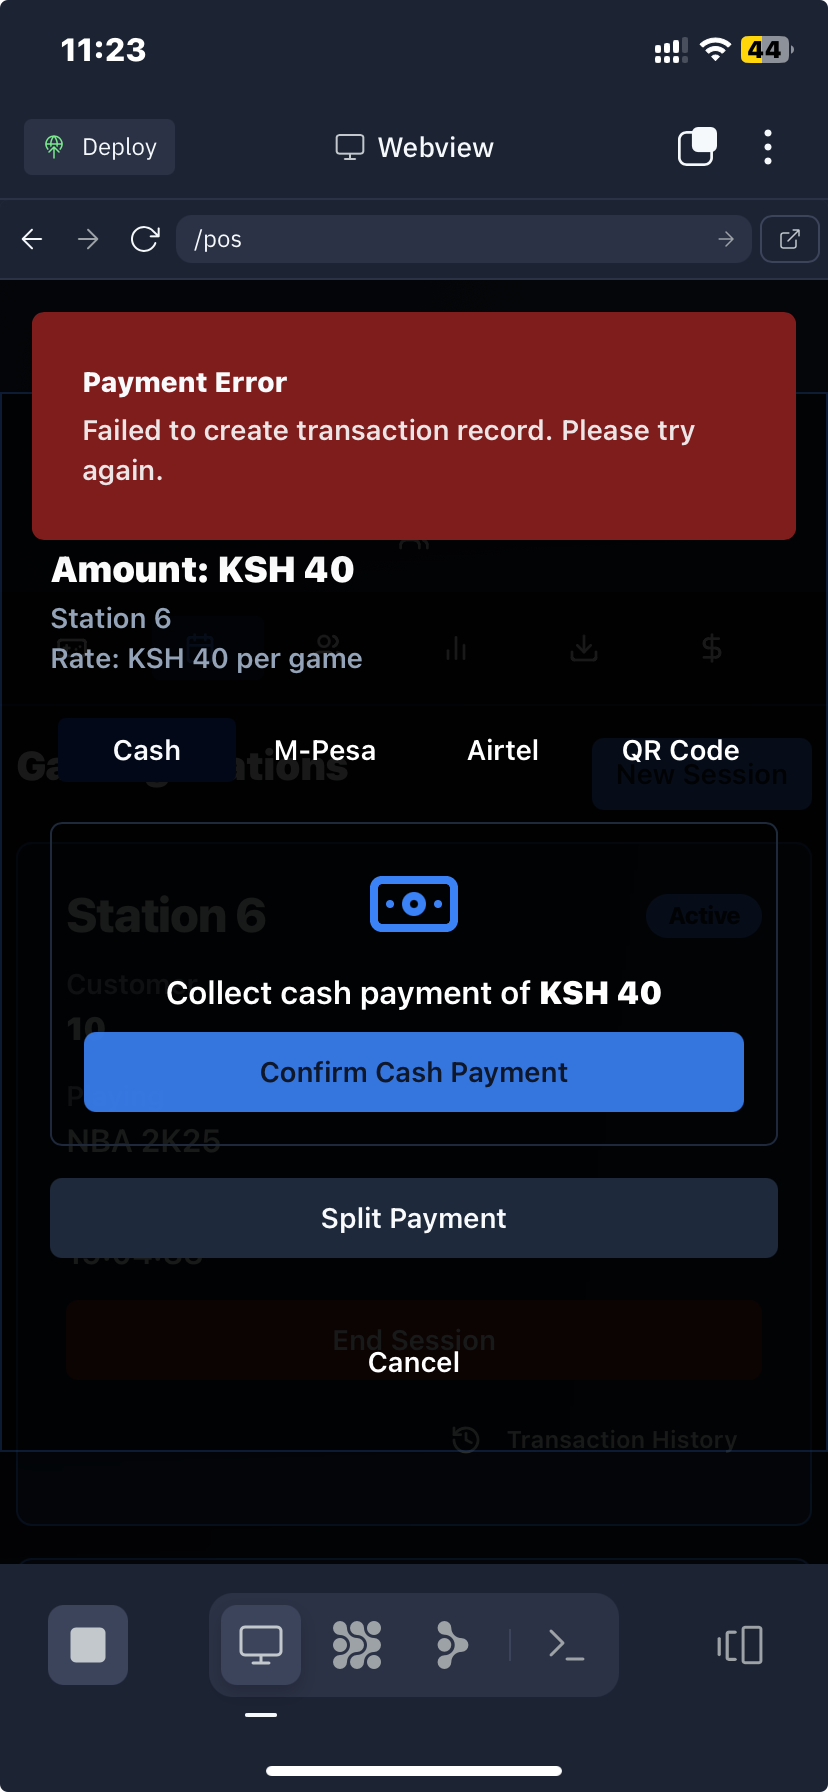 11:23
44
Deploy
Webview
/pos
Payment Error
Failed to create transaction record. Please try
again.
Amount: KSH 40
Station 6
Rate: KSH 40 per game
Cash
M-Pesa
Airtel
QR Code
New Session
Station 6
Active
Customer
10
Collect cash payment of KSH 40
Confirm Cash Payment
NBA 2K25
Split Payment
End Session
Cancel
Transaction History